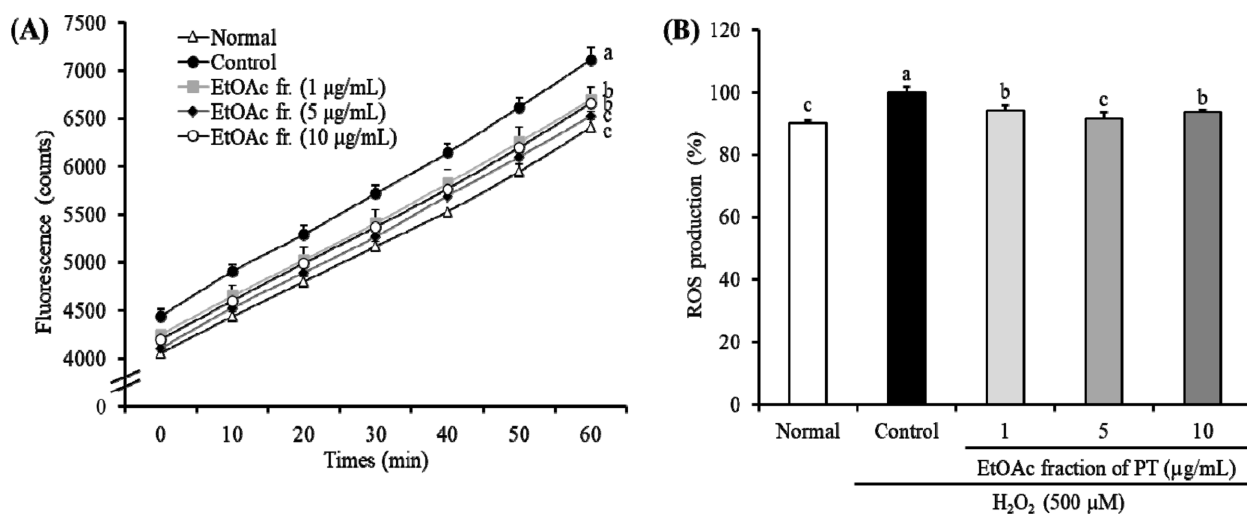 (A)
Fluorescence (counts)
7500
7000
6500
6000
5500
5000
4500
4000
0
Normal
Control
EtOAc fr. (1 μg/mL)
EtOAc fr. (5 μg/mL)
EtOAc fr. (10 μg/mL)
a
b
b
c
c
0 10 20 30 40 50 60
Times (min)
(B)
ROS production (%)
120
100
80
60
40
20
0
c a b c b
Normal Control 1 5 10
EtOAc fraction of PT (μg/mL)
H₂O₂ (500 μM)